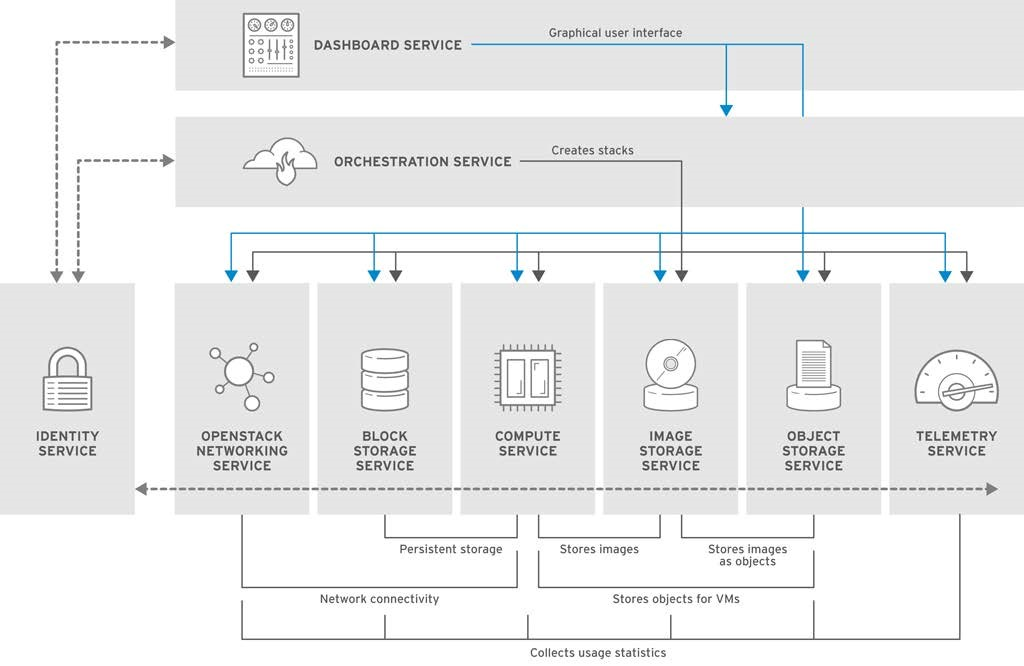 DASHBOARD SERVICE
Graphical user interface
ORCHESTRATION SERVICE
Creates stacks
IDENTITY
SERVICE
OPENSTACK
NETWORKING
SERVICE
BLOCK
STORAGE
SERVICE
COMPUTE
SERVICE
IMAGE
STORAGE
SERVICE
OBJECT
STORAGE
SERVICE
TELEMETRY
SERVICE
Persistent storage
Stores images
Stores images
as objects
Network connectivity
Stores objects for VMs
Collects usage statistics